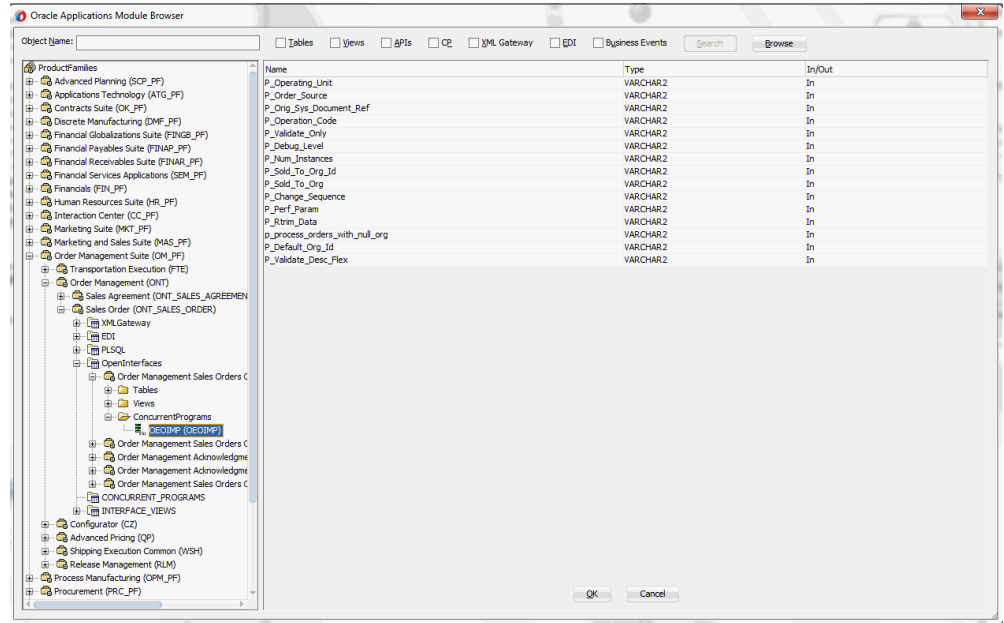 Oracle Applications Module Browser
Object Name:
Tables Views APIs CP XML Gateway EDI Business Events Search Browse
ProductFamilies
Advanced Planning (SCP_PF)
Applications Technology (ATG_PF)
Contracts Suite (OK_PF)
Discrete Manufacturing (DMF_PF)
Financial Globalizations Suite (FINGB_PF)
Financial Payables Suite (FINAP_PF)
Financial Receivables Suite (FINAR_PF)
Financial Services Applications (SEM_PF)
Financials (FIN_PF)
Human Resources Suite (HR_PF)
Interaction Center (CC_PF)
Marketing Suite (MKT_PF)
Marketing and Sales Suite (MAS_PF)
Order Management Suite (OM_PF)
Transportation Execution (FTE)
Order Management (ONT)
Sales Agreement (ONT_SALES_AGREEMEN
Sales Order (ONT_SALES_ORDER)
XMLGateway
EDI
PLSQL
OpenInterfaces
Order Management Sales Orders C
Tables
Views
ConcurrentPrograms
OEOIMP (OEOIMP)
Order Management Sales Orders C
Order Management Acknowledgme
Order Management Acknowledgme
Order Management Sales Orders C
CONCURRENT_PROGRAMS
INTERFACE_VIEWS
Configurator (CZ)
Advanced Pricing (QP)
Shipping Execution Common (WSH)
Release Management (RLM)
Process Manufacturing (OPM_PF)
Procurement (PRC_PF)
Name Type In/Out
P_Operating_Unit VARCHAR2 In
P_Order_Source VARCHAR2 In
P_Orig_Sys_Document_Ref VARCHAR2 In
P_Operation_Code VARCHAR2 In
P_Validate_Only VARCHAR2 In
P_Debug_Level VARCHAR2 In
P_Num_Instances VARCHAR2 In
P_Sold_To_Org_Id VARCHAR2 In
P_Sold_To_Org VARCHAR2 In
P_Change_Sequence VARCHAR2 In
P_Perf_Param VARCHAR2 In
P_Rtrim_Data VARCHAR2 In
p_process_orders_with_null_org VARCHAR2 In
P_Default_Org_Id VARCHAR2 In
P_Validate_Desc_Flex VARCHAR2 In
OK Cancel